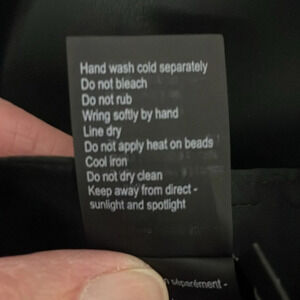 Hand wash cold separately
Do not bleach
Do not rub
Wring softly by hand
Line dry
Do not apply heat on beads
Cool iron
Do not dry clean
Keep away from direct -
sunlight and spotlight
séparément -